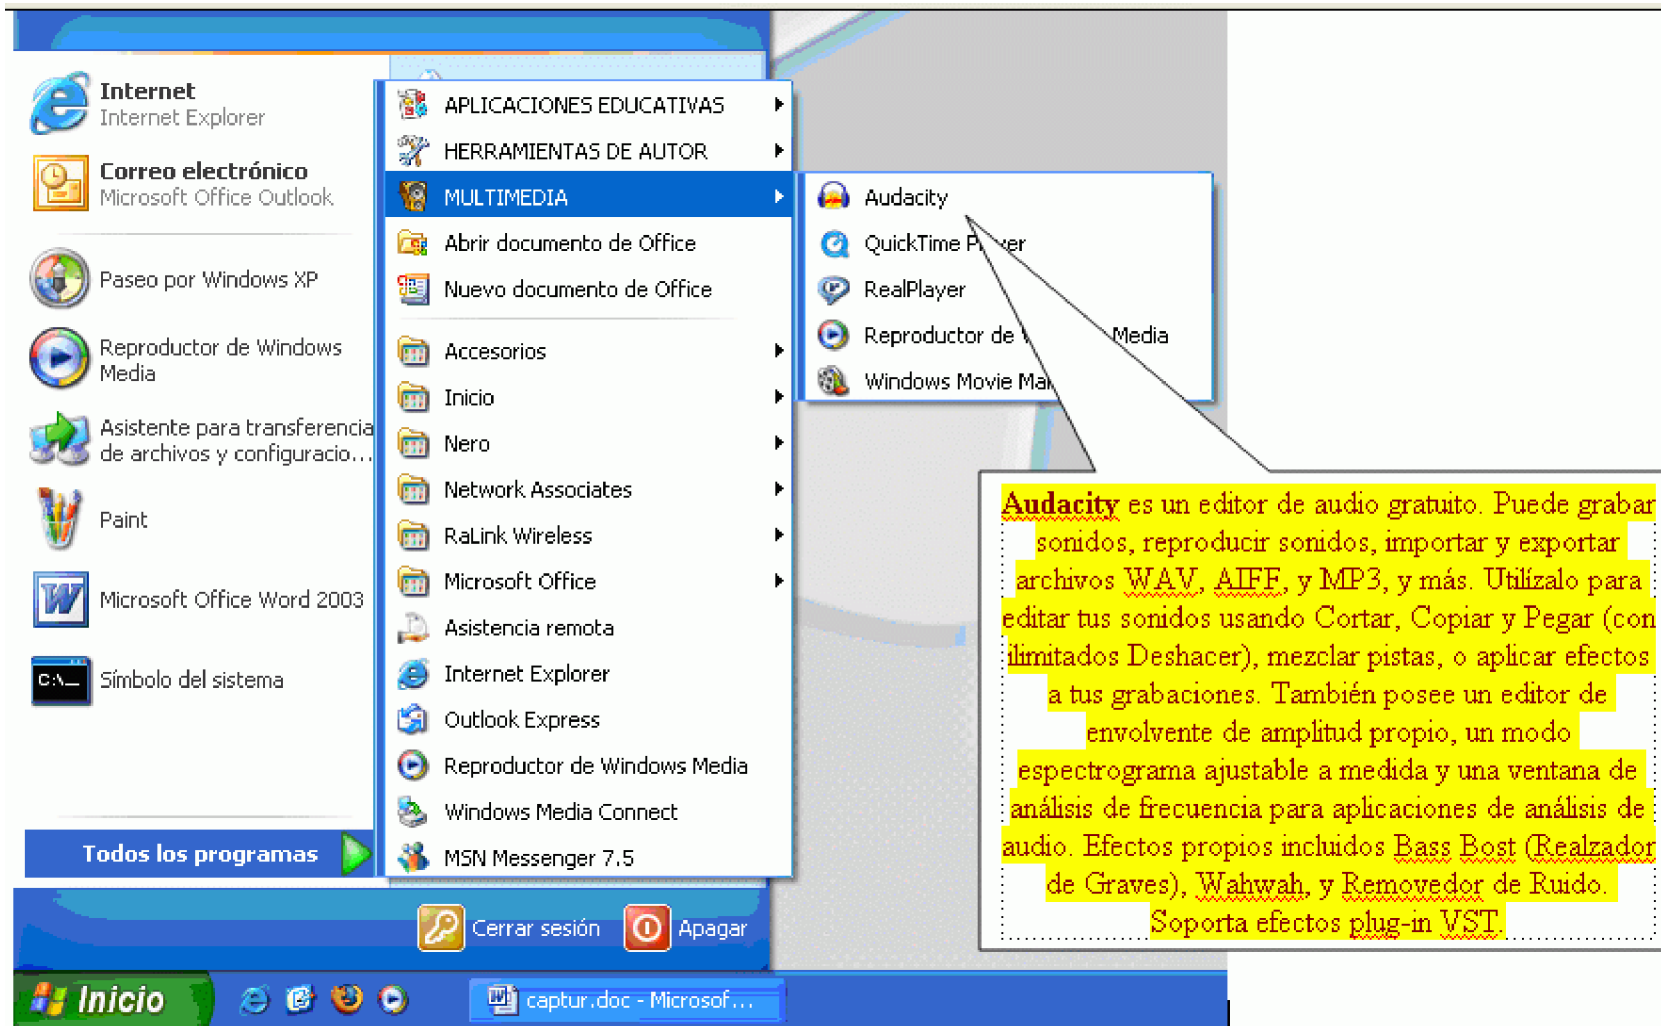 Internet
Internet Explorer
Correo electrónico
Microsoft Office Outlook
Paseo por Windows XP
Reproductor de Windows
Media
Asistente para transferencia
de archivos y configuracio...
Paint
Microsoft Office Word 2003
C:\_
Símbolo del sistema
Todos los programas
APLICACIONES EDUCATIVAS
HERRAMIENTAS DE AUTOR
MULTIMEDIA
Abrir documento de Office
Nuevo documento de Office
Accesorios
Inicio
Nero
Network Associates
RaLink Wireless
Microsoft Office
Asistencia remota
Internet Explorer
Outlook Express
Reproductor de Windows Media
Windows Media Connect
MSN Messenger 7.5
Audacity
QuickTime Player
RealPlayer
Reproductor de Media
Windows Movie
Audacity es un editor de audio gratuito. Puede grabar
sonidos, reproducir sonidos, importar y exportar
archivos WAV, AIFF, y MP3, y más. Utilízalo para
editar tus sonidos usando Cortar, Copiar y Pegar (con
ilimitados Deshacer), mezclar pistas, o aplicar efectos
a tus grabaciones. También posee un editor de
envolvente de amplitud propio, un modo
espectrograma ajustable a medida y una ventana de
análisis de frecuencia para aplicaciones de análisis de
audio. Efectos propios incluidos Bass Bost (Realzador
de Graves), Wahwah, y Removedor de Ruido.
Soporta efectos plug-in VST.
Cerrar sesión
Apagar
Inicio
captur.doc - Microsof...